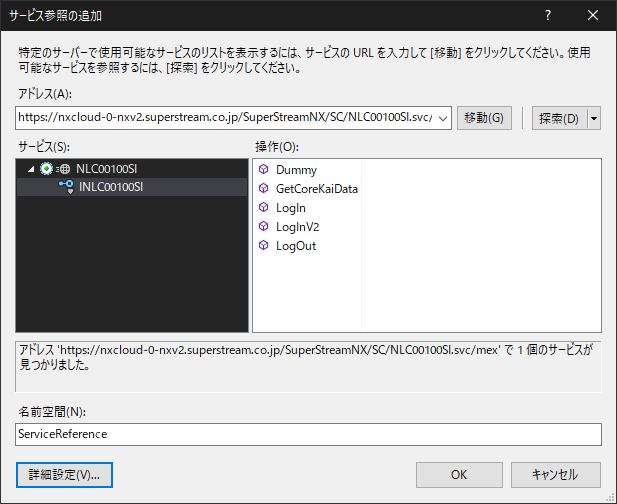 サービス参照の追加
特定のサーバーで使用可能なサービスのリストを表示するには、サービスの URL を入力して [移動] をクリックしてください。使用
可能なサービスを参照するには、[探索] をクリックしてください。
アドレス(A):
https://nxcloud-0-nxv2.superstream.co.jp/SuperStreamNX/SC/NLC00100SI.svc/
移動(G)
探索(D)
サービス(S):
操作(O):
NLC00100SI
INLC00100SI
Dummy
GetCoreKaiData
LogIn
LogInV2
LogOut
アドレス 'https://nxcloud-0-nxv2.superstream.co.jp/SuperStreamNX/SC/NLC00100SI.svc/mex' で 1 個のサービスが
見つかりました。
名前空間(N):
ServiceReference
詳細設定(V)...
OK
キャンセル